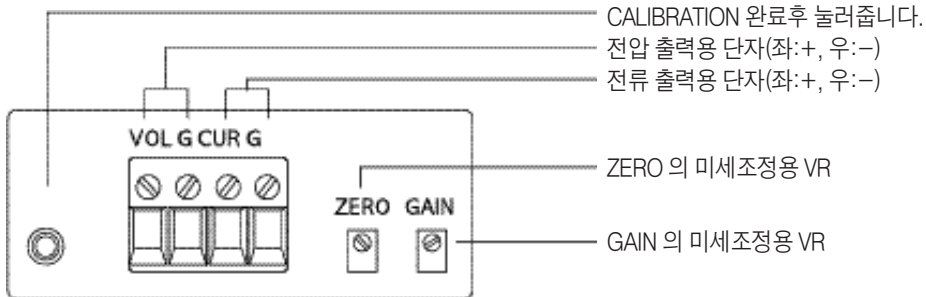 CALIBRATION 완료후 눌러줍니다.
전압 출력용 단자(좌:+, 우:-)
전류 출력용 단자(좌:+, 우:-)
VOL G CUR G
ZERO 의 미세조정용 VR
ZERO GAIN
GAIN 의 미세조정용 VR